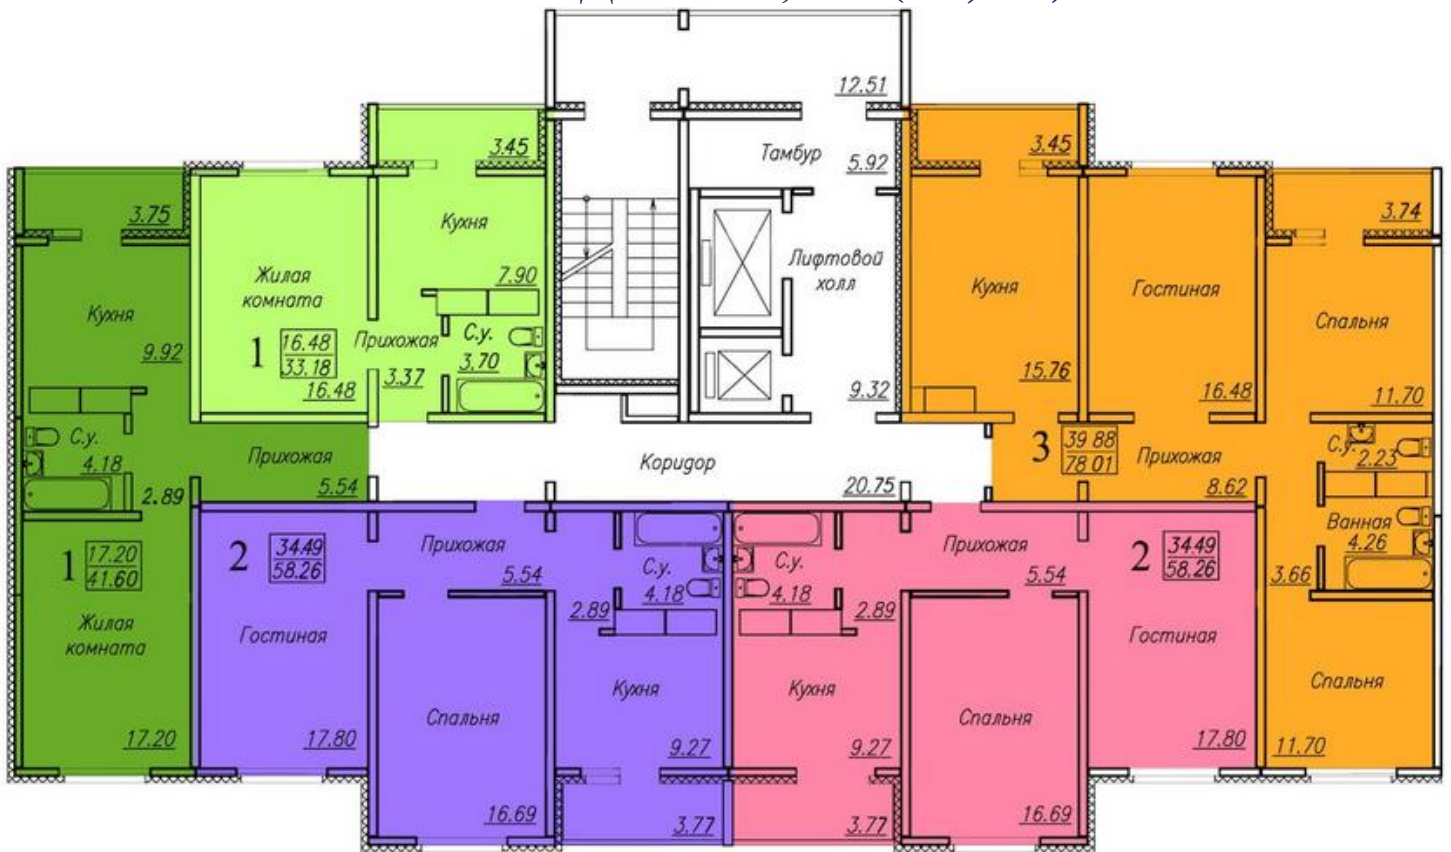 12.51
Тамбур
5.92
Лифтовой
холл
9.32
Коридор
20.75
3.75
Кухня
9.92
С.у.
4.18
2.89
Прихожая
5.54
1
17.20
41.60
Жилая
комната
17.20
3.45
Кухня
7.90
Жилая
комната
1
16.48
33.18
16.48
Прихожая
3.37
С.у.
3.70
3.45
Кухня
15.76
Гостиная
16.48
3.74
Спальня
11.70
3
39 88
78 01
Прихожая
8.62
С.у.
2.23
Ванная
4.26
3.66
Спальня
11.70
2
34.49
58.26
Прихожая
5.54
Гостиная
17.80
Спальня
16.69
2.89
С.у.
4.18
Кухня
9.27
3.77
С.у.
4.18
2.89
Кухня
9.27
3.77
Прихожая
5.54
Спальня
16.69
2
34.49
58.26
Гостиная
17.80